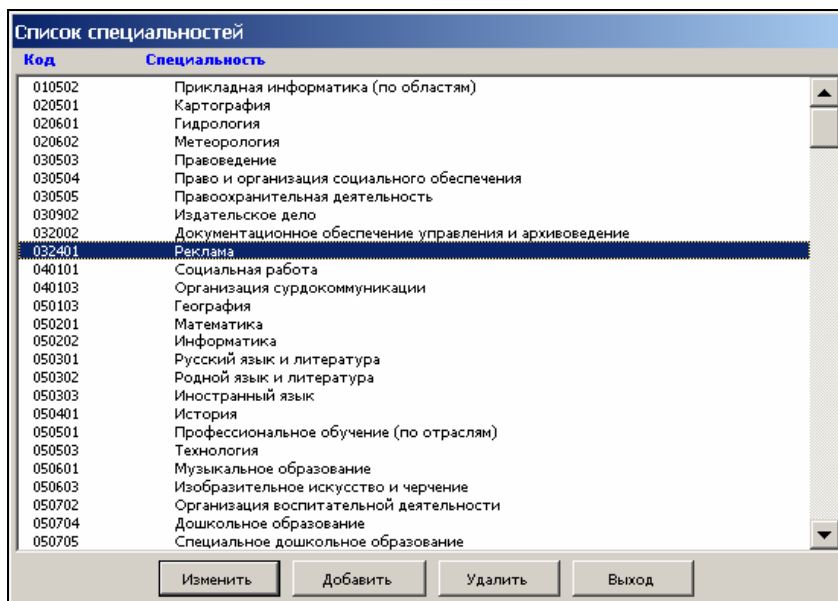 Список специальностей
Код Специальность
010502 Прикладная информатика (по областям)
020501 Картография
020601 Гидрология
020602 Метеорология
030503 Правоведение
030504 Право и организация социального обеспечения
030505 Правоохранительная деятельность
030902 Издательское дело
032002 Документационное обеспечение управления и архивоведение
032401 Реклама
040101 Социальная работа
040103 Организация сурдокоммуникации
050103 География
050201 Математика
050202 Информатика
050301 Русский язык и литература
050302 Родной язык и литература
050303 Иностранный язык
050401 История
050501 Профессиональное обучение (по отраслям)
050503 Технология
050601 Музыкальное образование
050603 Изобразительное искусство и черчение
050702 Организация воспитательной деятельности
050704 Дошкольное образование
050705 Специальное дошкольное образование
Изменить Добавить Удалить Выход